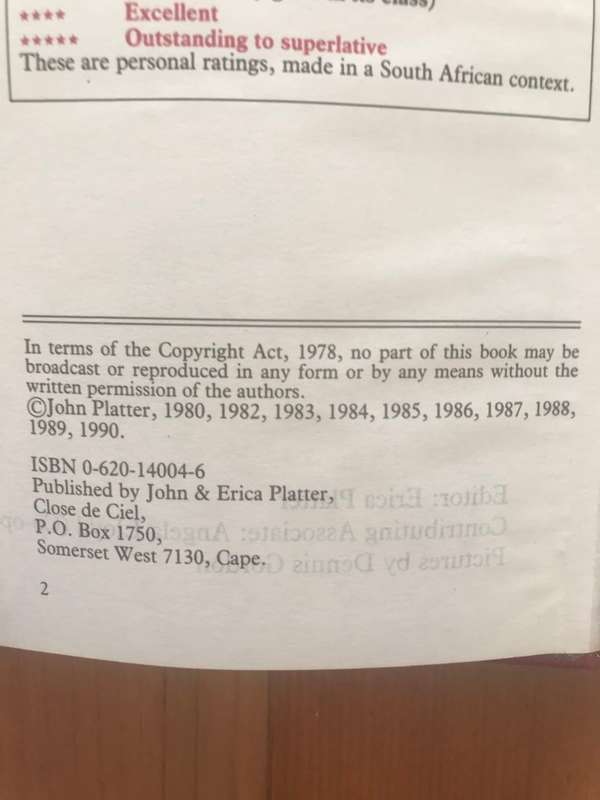 class)
**** Excellent
***** Outstanding to superlative
These are personal ratings, made in a South African context.
In terms of the Copyright Act, 1978, no part of this book may be
broadcast or reproduced in any form or by any means without the
written permission of the authors.
©John Platter, 1980, 1982, 1983, 1984, 1985, 1986, 1987, 1988,
1989, 1990.
ISBN 0-620-14004-6
Published by John & Erica Platter,
Close de Ciel,
P.O. Box 1750,
Somerset West 7130, Cape.
2